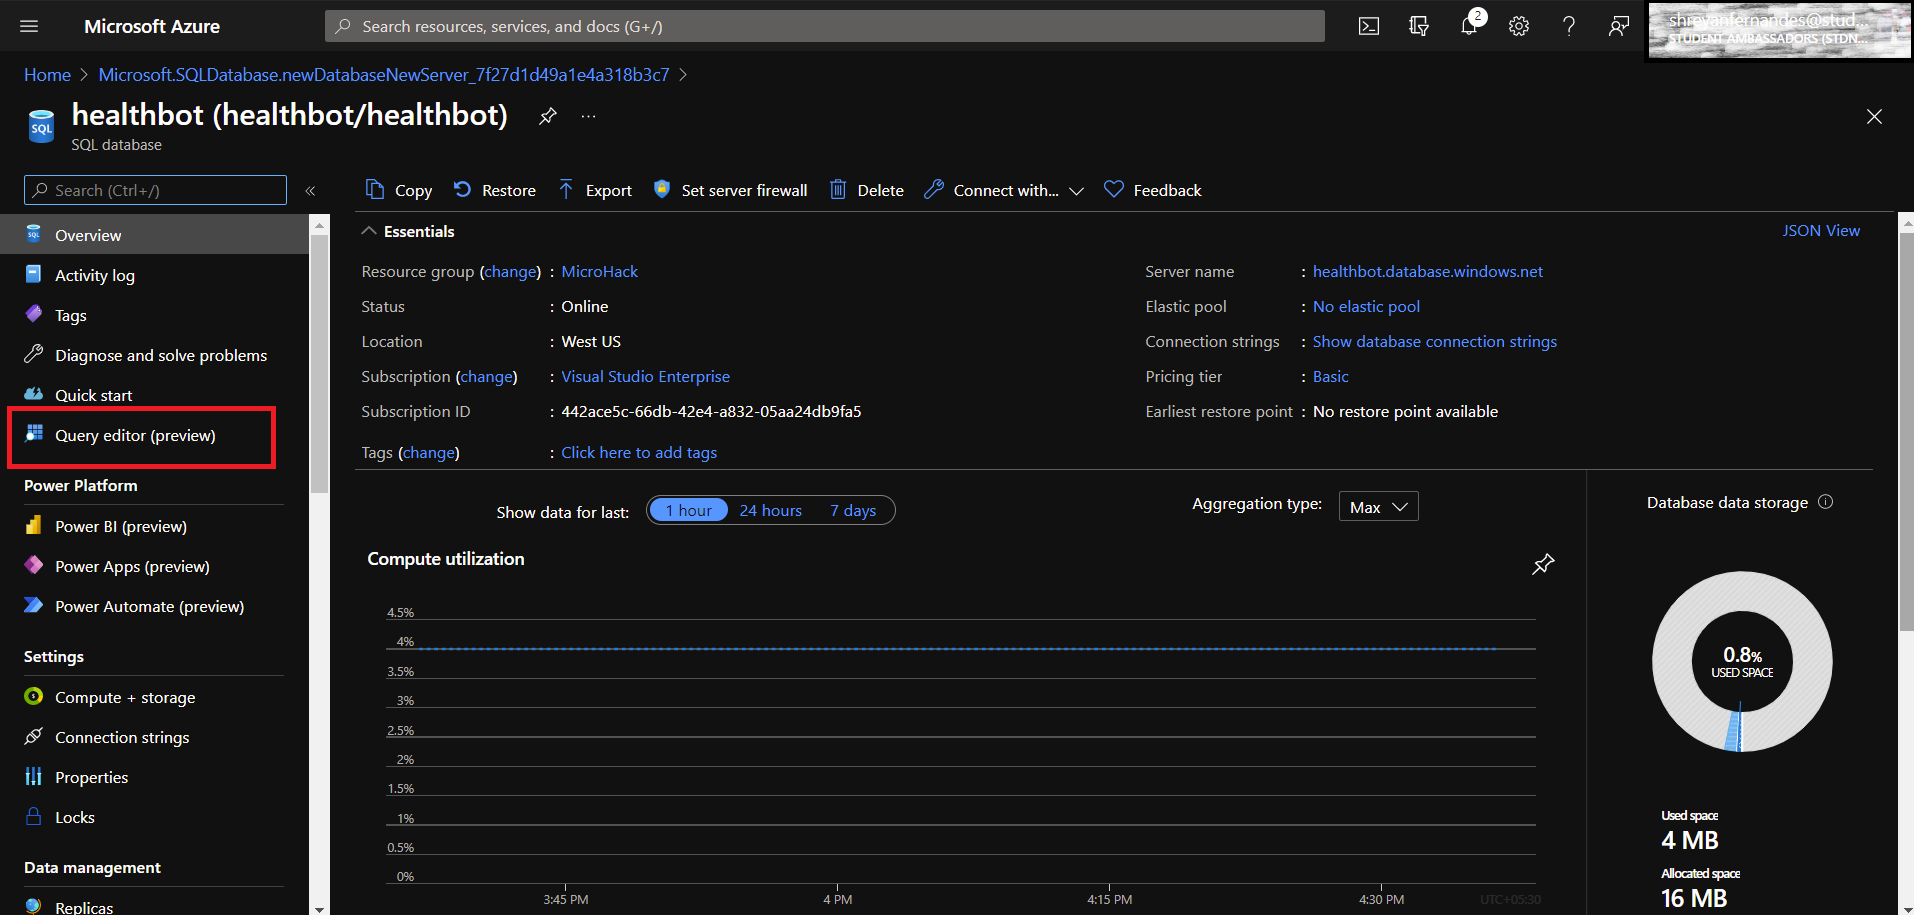 Microsoft Azure
Search resources, services, and docs (G+/)
2
shreyanfernandes@stud...
STUDENT AMBASSADORS (STDN...
Home > Microsoft.SQLDatabase.newDatabaseNewServer_7f27d1d49a1e4a318b3c7 >
SQL
healthbot (healthbot/healthbot)
...
SQL database
Search (Ctrl+/)
«
Overview
Activity log
Tags
Diagnose and solve problems
Quick start
Query editor (preview)
Power Platform
Power BI (preview)
Power Apps (preview)
Power Automate (preview)
Settings
Compute + storage
Connection strings
Properties
Locks
Data management
Replicas
Copy Restore Export Set server firewall Delete Connect with... Feedback
Essentials
JSON View
Resource group (change) : MicroHack
Status : Online
Location : West US
Subscription (change) : Visual Studio Enterprise
Subscription ID : 442ace5c-66db-42e4-a832-05aa24db9fa5
Tags (change) : Click here to add tags
Server name : healthbot.database.windows.net
Elastic pool : No elastic pool
Connection strings : Show database connection strings
Pricing tier : Basic
Earliest restore point : No restore point available
Show data for last: 1 hour 24 hours 7 days
Aggregation type: Max
Compute utilization
4.5%
4%
3.5%
3%
2.5%
2%
1.5%
1%
0.5%
0%
3:45 PM 4 PM 4:15 PM 4:30 PM UTC+05:30
Database data storage
0.8%
USED SPACE
Used space
4 MB
Allocated space
16 MB